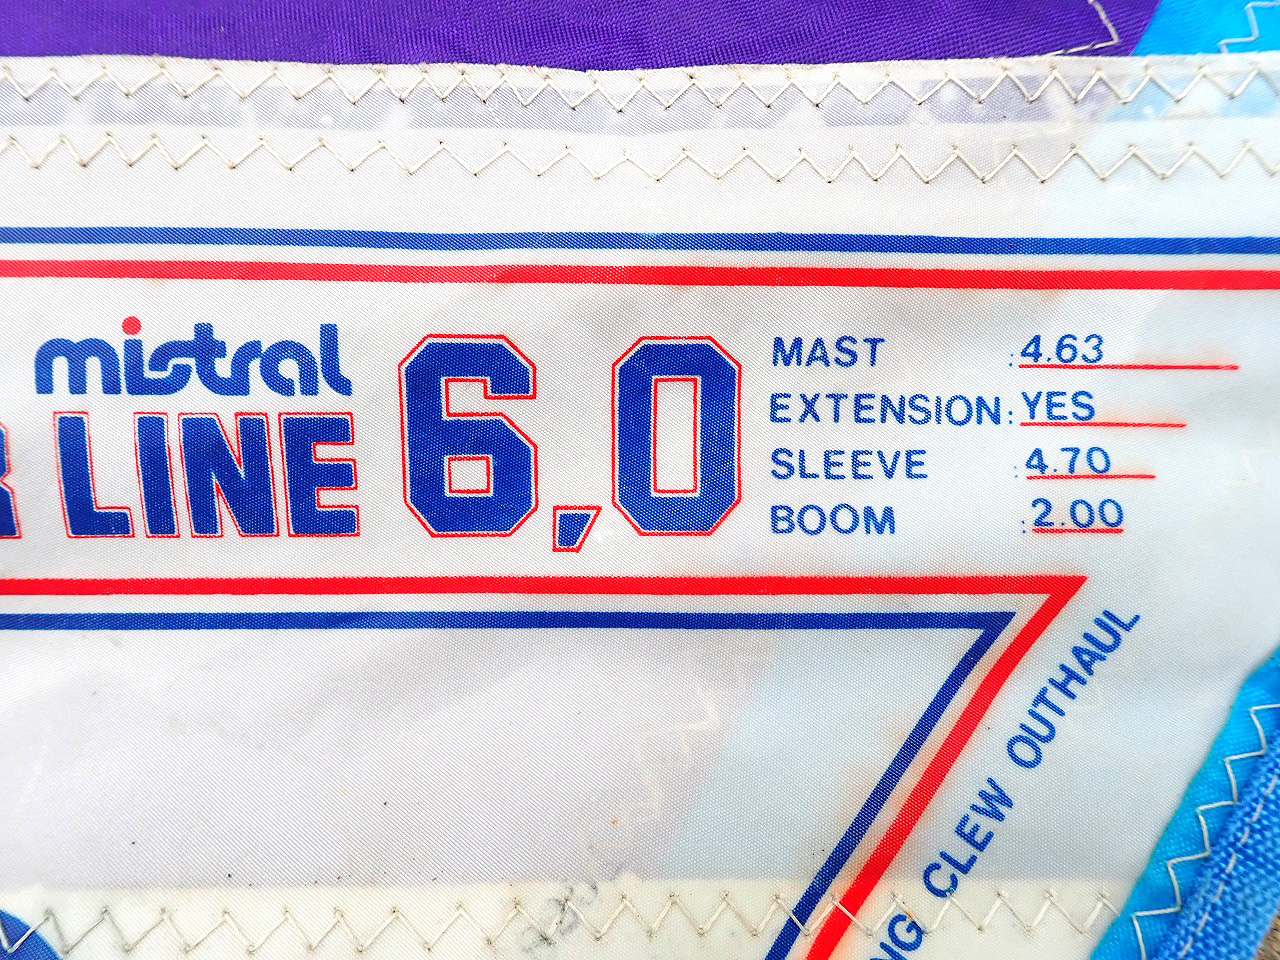 mistral
LINE 6,0
MAST : 4.63
EXTENSION: YES
SLEEVE : 4.70
BOOM : 2.00
CLEW OUTHAUL